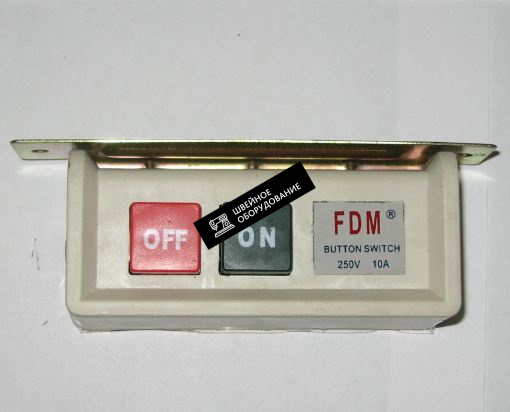 ШВЕЙНОЕ
ОБОРУДОВАНИЕ
OFF
ON
FDM®
BUTTON SWITCH
250V 10A